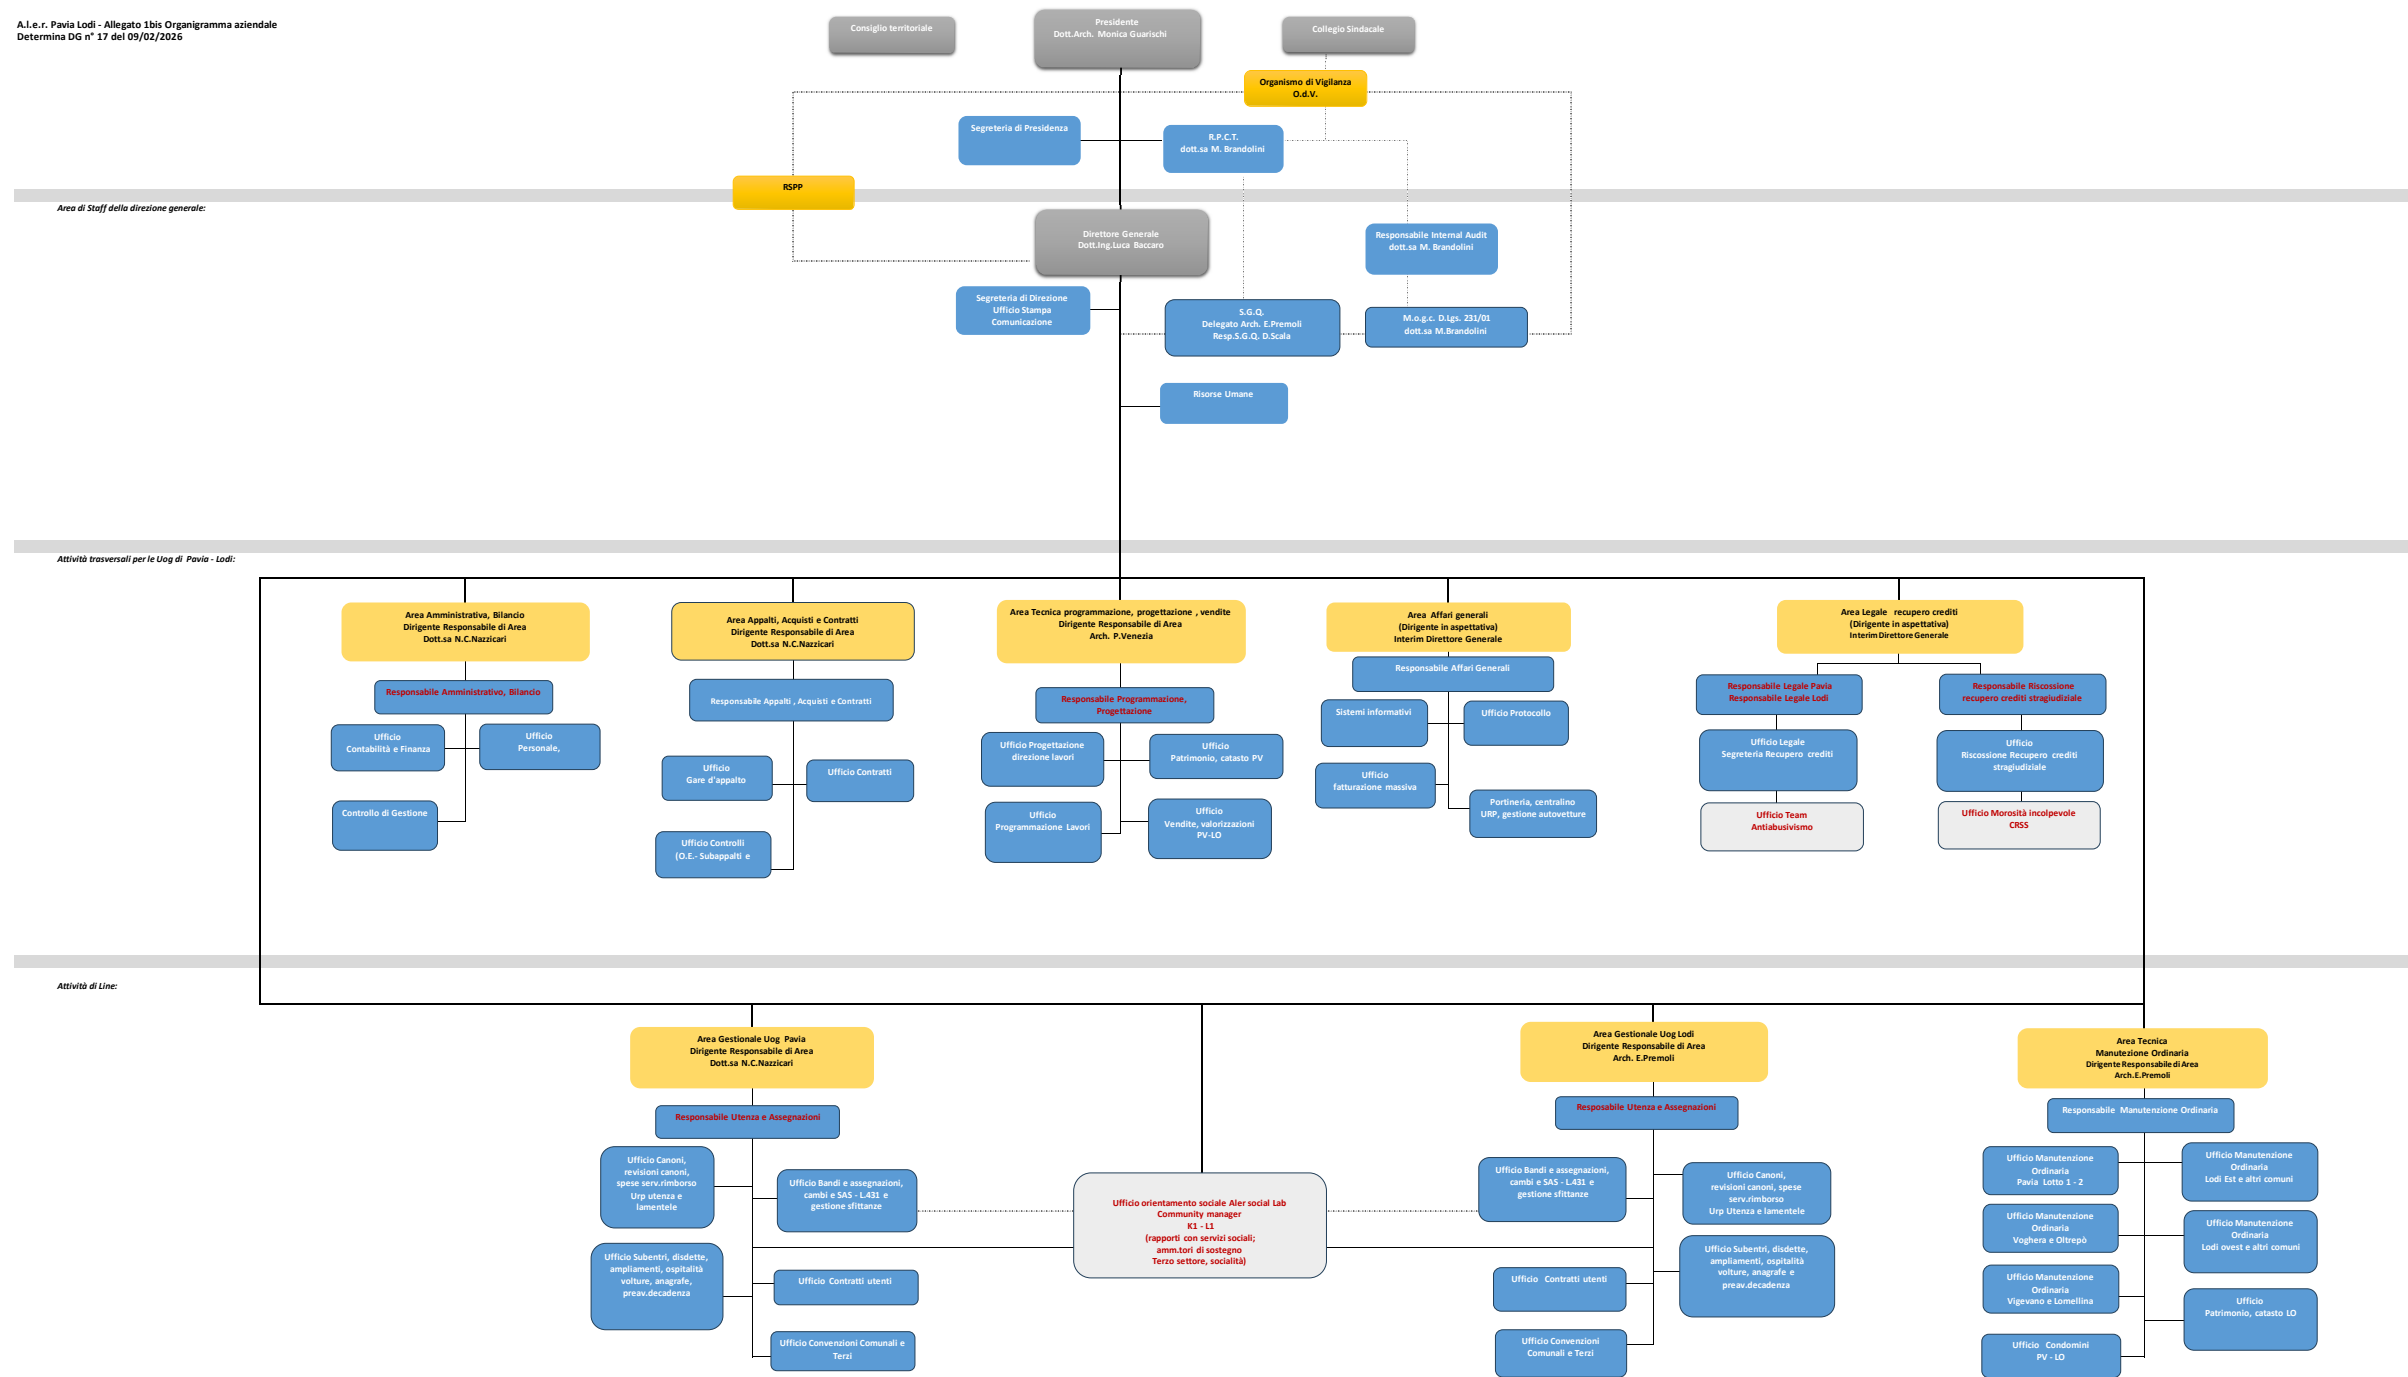 A.l.e.r. Pavia Lodi - Allegato 1bis Organigramma aziendale
Determina DG n° 17 del 09/02/2026
Consiglio territoriale
Presidente
Dott.Arch. Monica Guarischi
Collegio Sindacale
Organismo di Vigilanza
O.d.V.
Segreteria di Presidenza
R.P.C.T.
dott.sa M. Brandolini
RSPP
Area di Staff della direzione generale:
Direttore Generale
Dott.Ing.Luca Baccaro
Responsabile Internal Audit
dott.sa M. Brandolini
Segreteria di Direzione
Ufficio Stampa
Comunicazione
S.G.Q.
Delegato Arch. E.Premoli
Resp.S.G.Q. D.Scala
M.o.g.c. D.Lgs. 231/01
dott.sa M.Brandolini
Risorse Umane
Attività trasversali per le Uog di Pavia - Lodi:
Area Amministrativa, Bilancio
Dirigente Responsabile di Area
Dott.sa N.C.Nazzicari
Responsabile Amministrativo, Bilancio
Ufficio
Contabilità e Finanza
Ufficio
Personale,
Controllo di Gestione
Area Appalti, Acquisti e Contratti
Dirigente Responsabile di Area
Dott.sa N.C.Nazzicari
Responsabile Appalti , Acquisti e Contratti
Ufficio
Gare d'appalto
Ufficio Contratti
Ufficio Controlli
(O.E.- Subappalti e
Area Tecnica programmazione, progettazione , vendite
Dirigente Responsabile di Area
Arch. P.Venezia
Responsabile Programmazione,
Progettazione
Ufficio Progettazione
direzione lavori
Ufficio
Patrimonio, catasto PV
Ufficio
Programmazione Lavori
Ufficio
Vendite, valorizzazioni
PV-LO
Area Affari generali
(Dirigente in aspettativa)
Interim Direttore Generale
Responsabile Affari Generali
Sistemi informativi
Ufficio Protocollo
Ufficio
fatturazione massiva
Portineria, centralino
URP, gestione autovetture
Area Legale recupero crediti
(Dirigente in aspettativa)
Interim Direttore Generale
Responsabile Legale Pavia
Responsabile Legale Lodi
Responsabile Riscossione
recupero crediti stragiudiziale
Ufficio Legale
Segreteria Recupero crediti
Ufficio
Riscossione Recupero crediti
stragiudiziale
Ufficio Team
Antiabusivismo
Ufficio Morosità incolpevole
CRSS
Attività di Line:
Area Gestionale Uog Pavia
Dirigente Responsabile di Area
Dott.sa N.C.Nazzicari
Responsabile Utenza e Assegnazioni
Ufficio Canoni,
revisioni canoni,
spese serv.rimborso
Urp utenza e
lamentele
Ufficio Bandi e assegnazioni,
cambi e SAS - L.431 e
gestione sfittanze
Ufficio Subentri, disdette,
ampliamenti, ospitalità
volture, anagrafe,
preav.decadenza
Ufficio Contratti utenti
Ufficio Convenzioni Comunali e
Terzi
Ufficio orientamento sociale Aler social Lab
Community manager
K1 - L1
(rapporti con servizi sociali;
amm.tori di sostegno
Terzo settore, socialità)
Area Gestionale Uog Lodi
Dirigente Responsabile di Area
Arch. E.Premoli
Resposabile Utenza e Assegnazioni
Ufficio Bandi e assegnazioni,
cambi e SAS - L.431 e
gestione sfittanze
Ufficio Canoni,
revisioni canoni, spese
serv.rimborso
Urp Utenza e lamentele
Ufficio Subentri, disdette,
ampliamenti, ospitalità
volture, anagrafe e
preav.decadenza
Ufficio Contratti utenti
Ufficio Convenzioni
Comunali e Terzi
Area Tecnica
Manutezione Ordinaria
Dirigente Responsabile di Area
Arch.E.Premoli
Responsabile Manutenzione Ordinaria
Ufficio Manutenzione
Ordinaria
Pavia Lotto 1 - 2
Ufficio Manutenzione
Ordinaria
Lodi Est e altri comuni
Ufficio Manutenzione
Ordinaria
Voghera e Oltrepò
Ufficio Manutenzione
Ordinaria
Lodi ovest e altri comuni
Ufficio Manutenzione
Ordinaria
Vigevano e Lomellina
Ufficio
Patrimonio, catasto LO
Ufficio Condomini
PV - LO